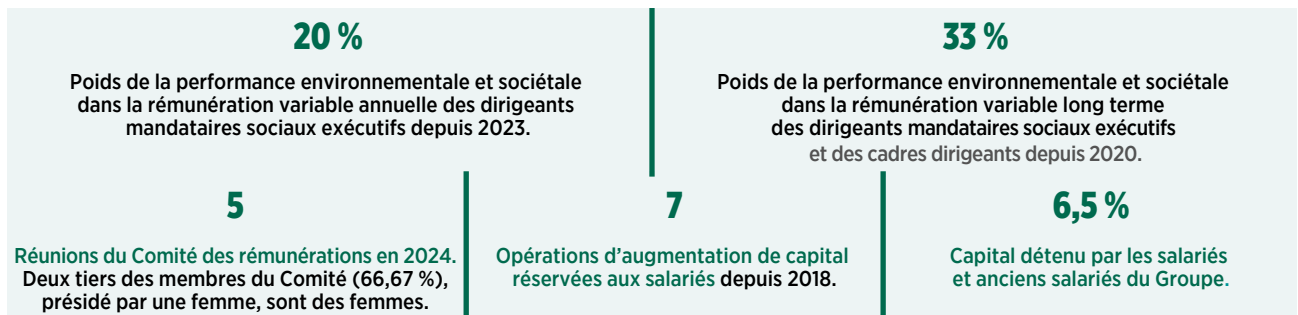 20 %
Poids de la performance environnementale et sociétale
dans la rémunération variable annuelle des dirigeants
mandataires sociaux exécutifs depuis 2023.
33 %
Poids de la performance environnementale et sociétale
dans la rémunération variable long terme
des dirigeants mandataires sociaux exécutifs
et des cadres dirigeants depuis 2020.
5
Réunions du Comité des rémunérations en 2024.
Deux tiers des membres du Comité (66,67 %),
présidé par une femme, sont des femmes.
7
Opérations d’augmentation de capital
réservées aux salariés depuis 2018.
6,5 %
Capital détenu par les salariés
et anciens salariés du Groupe.